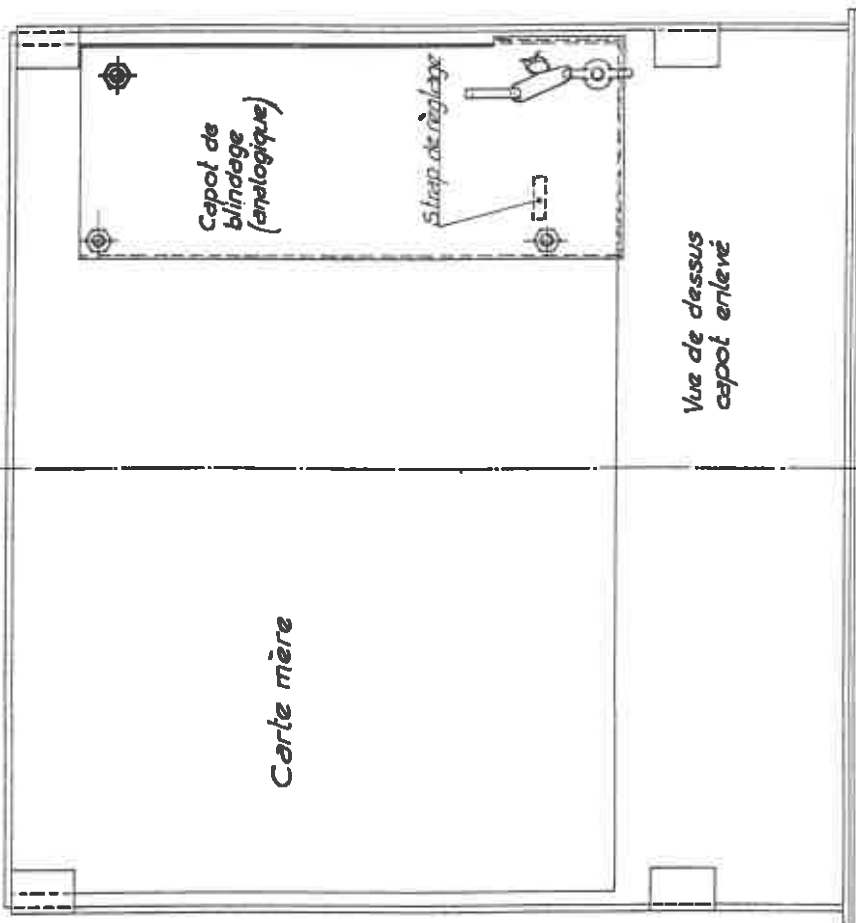 Capot de
blindage
(analogique)
Strap de réglage
Vue de dessus
capot enlevé
Carte mère